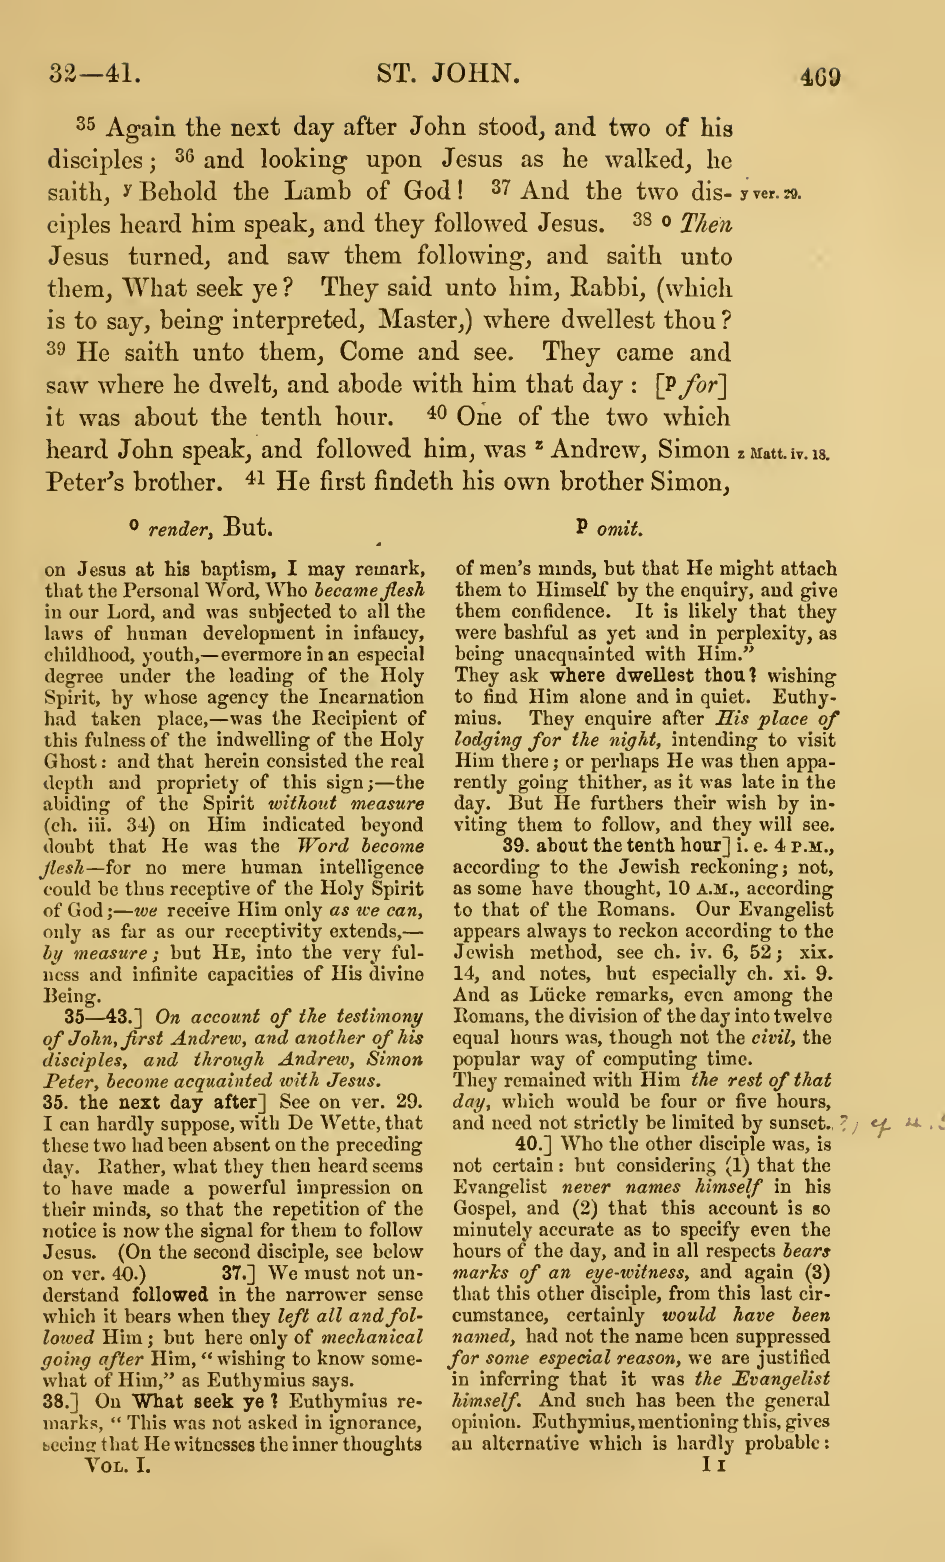 32—41. ST. JOHN. 469
35 Again the next day after John stood, and two of his
disciples; 36 and looking upon Jesus as he walked, he
saith, y Behold the Lamb of God! 37 And the two dis- y ver. 29.
ciples heard him speak, and they followed Jesus. 38 o Then
Jesus turned, and saw them following, and saith unto
them, What seek ye? They said unto him, Rabbi, (which
is to say, being interpreted, Master,) where dwellest thou?
39 He saith unto them, Come and see. They came and
saw where he dwelt, and abode with him that day: [p for]
it was about the tenth hour. 40 One of the two which
heard John speak, and followed him, was z Andrew, Simon z Matt. iv. 18.
Peter's brother. 41 He first findeth his own brother Simon,
o render, But. p omit.
on Jesus at his baptism, I may remark,
that the Personal Word, Who became flesh
in our Lord, and was subjected to all the
laws of human development in infancy,
childhood, youth,—evermore in an especial
degree under the leading of the Holy
Spirit, by whose agency the Incarnation
had taken place,—was the Recipient of
this fulness of the indwelling of the Holy
Ghost: and that herein consisted the real
depth and propriety of this sign;—the
abiding of the Spirit without measure
(ch. iii. 34) on Him indicated beyond
doubt that He was the Word become
flesh—for no mere human intelligence
could be thus receptive of the Holy Spirit
of God;—we receive Him only as we can,
only as far as our receptivity extends,—
by measure; but HE, into the very ful-
ness and infinite capacities of His divine
Being.
35—43.] On account of the testimony
of John, first Andrew, and another of his
disciples, and through Andrew, Simon
Peter, become acquainted with Jesus.
35. the next day after] See on ver. 29.
I can hardly suppose, with De Wette, that
these two had been absent on the preceding
day. Rather, what they then heard seems
to have made a powerful impression on
their minds, so that the repetition of the
notice is now the signal for them to follow
Jesus. (On the second disciple, see below
on ver. 40.) 37.] We must not un-
derstand followed in the narrower sense
which it bears when they left all and fol-
lowed Him; but here only of mechanical
going after Him, "wishing to know some-
what of Him," as Euthymius says.
38.] On What seek ye? Euthymius re-
marks, "This was not asked in ignorance,
seeing that He witnesses the inner thoughts
VOL. I.
of men's minds, but that He might attach
them to Himself by the enquiry, and give
them confidence. It is likely that they
were bashful as yet and in perplexity, as
being unacquainted with Him."
They ask where dwellest thou? wishing
to find Him alone and in quiet. Euthy-
mius. They enquire after His place of
lodging for the night, intending to visit
Him there; or perhaps He was then appa-
rently going thither, as it was late in the
day. But He furthers their wish by in-
viting them to follow, and they will see.
39. about the tenth hour] i. e. 4 P.M.,
according to the Jewish reckoning; not,
as some have thought, 10 A.M., according
to that of the Romans. Our Evangelist
appears always to reckon according to the
Jewish method, see ch. iv. 6, 52; xix.
14, and notes, but especially ch. xi. 9.
And as Lücke remarks, even among the
Romans, the division of the day into twelve
equal hours was, though not the civil, the
popular way of computing time.
They remained with Him the rest of that
day, which would be four or five hours,
and need not strictly be limited by sunset.
40.] Who the other disciple was, is
not certain: but considering (1) that the
Evangelist never names himself in his
Gospel, and (2) that this account is so
minutely accurate as to specify even the
hours of the day, and in all respects bears
marks of an eye-witness, and again (3)
that this other disciple, from this last cir-
cumstance, certainly would have been
named, had not the name been suppressed
for some especial reason, we are justified
in inferring that it was the Evangelist
himself. And such has been the general
opinion. Euthymius, mentioning this, gives
an alternative which is hardly probable:
I I